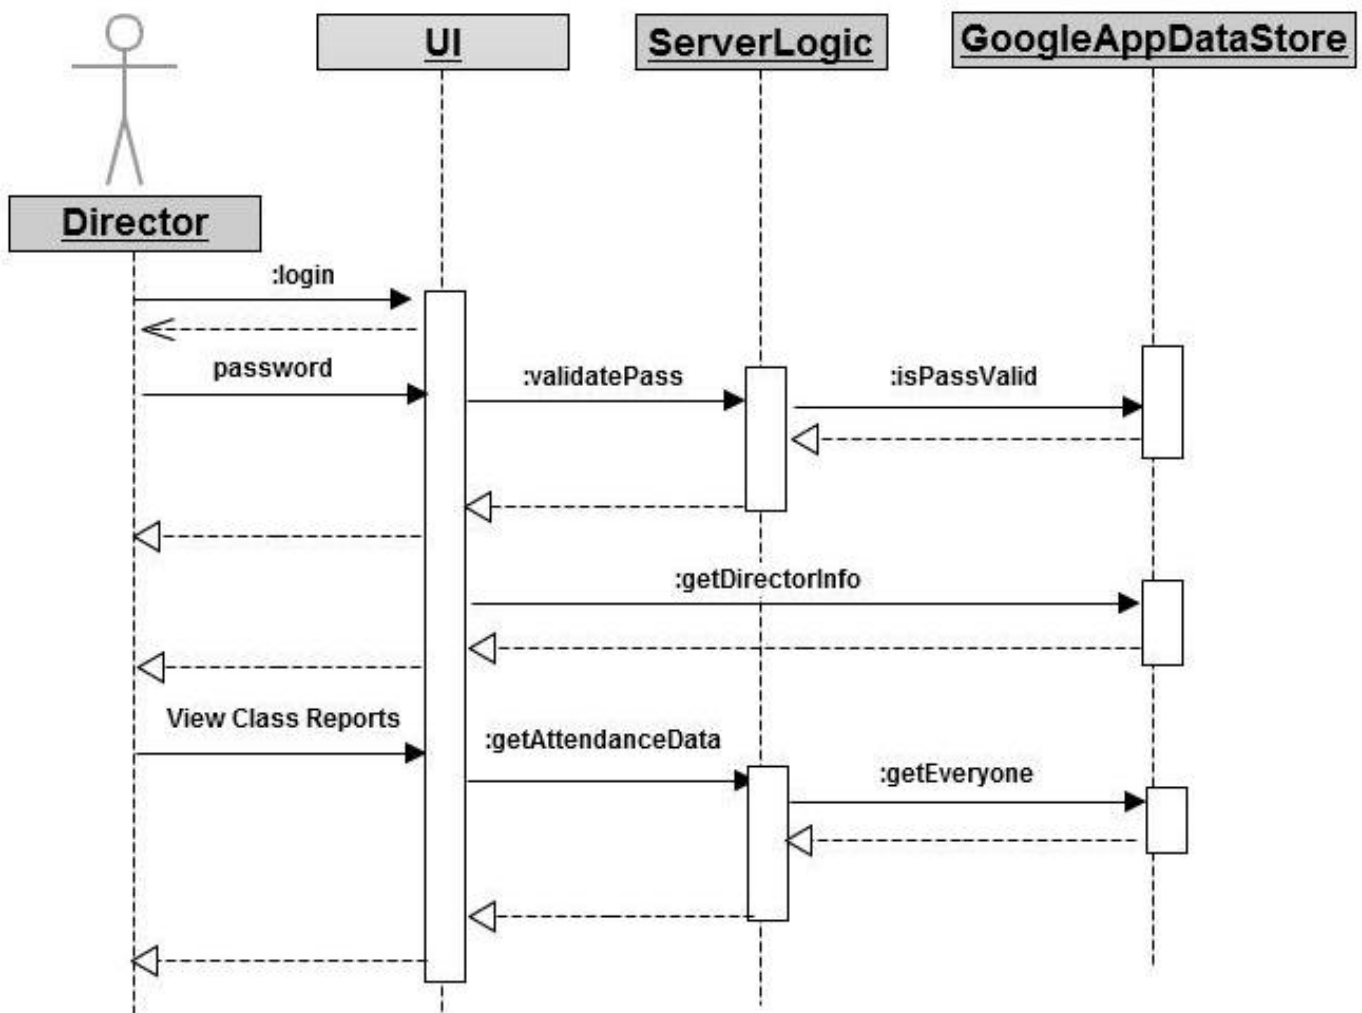 UI
ServerLogic
GoogleAppDataStore
Director
:login
password
:validatePass
:isPassValid
:getDirectorInfo
View Class Reports
:getAttendanceData
:getEveryone